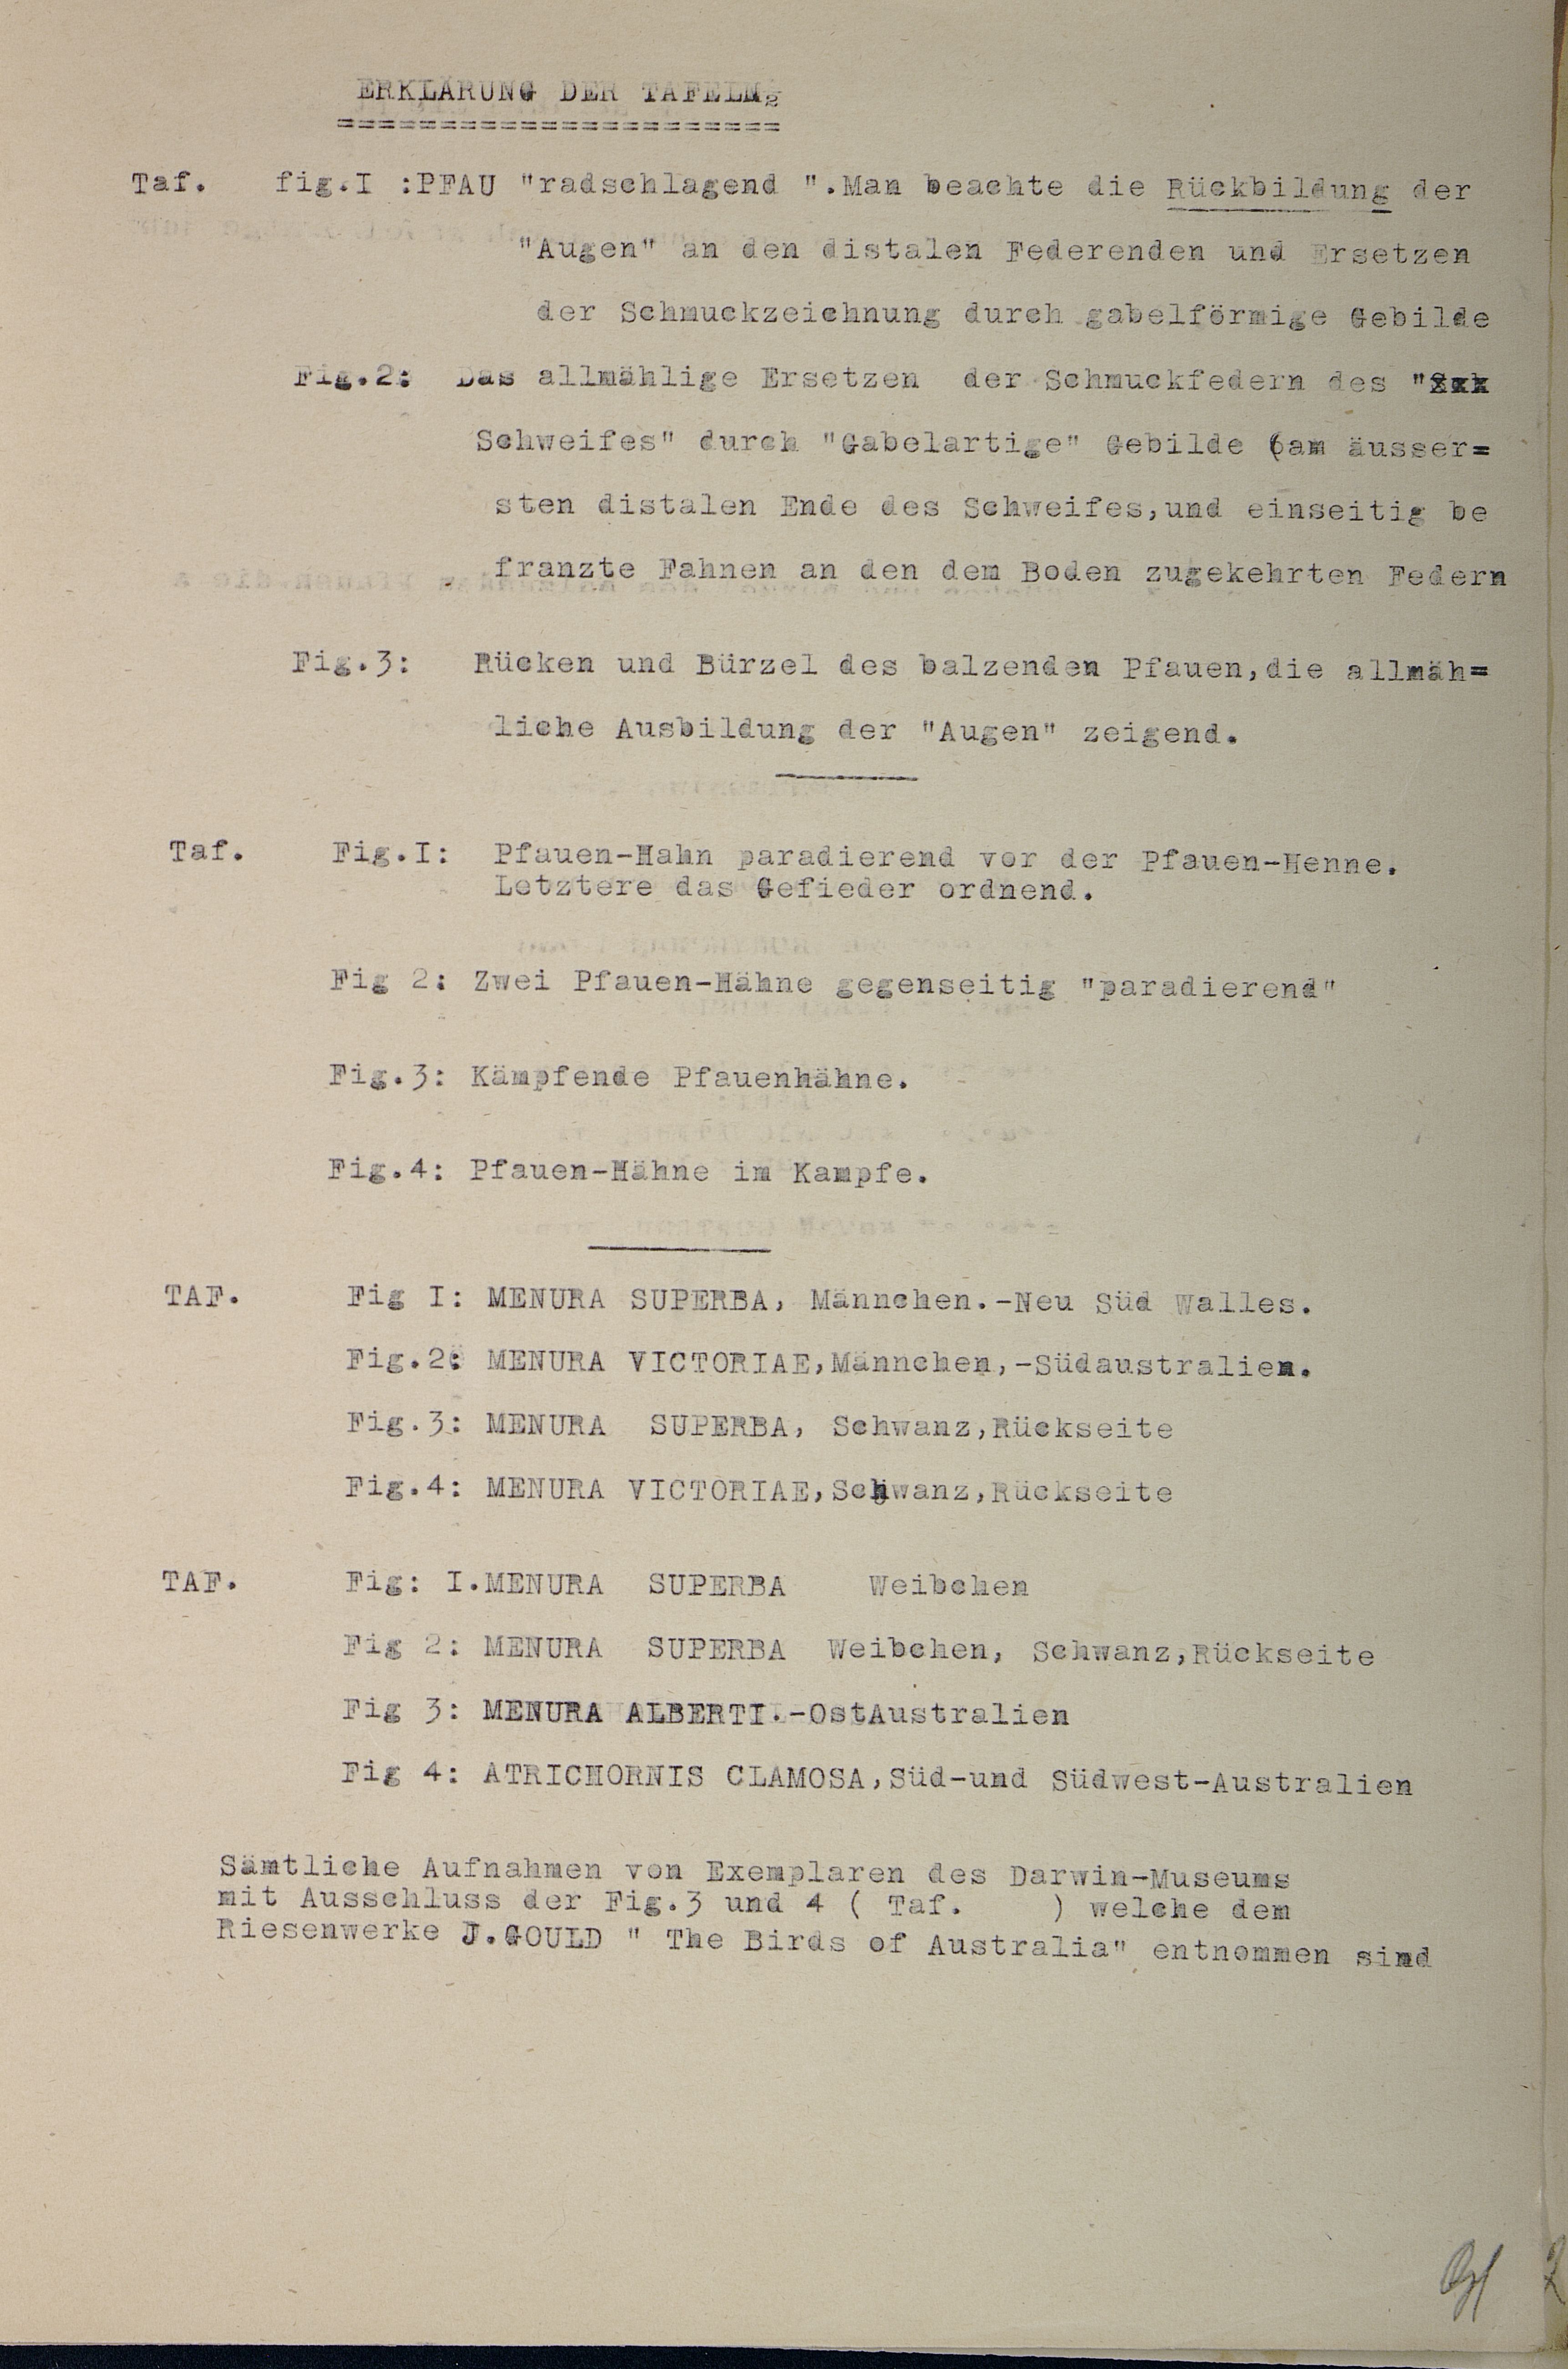 ERKLÄRUNG DER TAFELN
======================
Taf. fig.I :PFAU "radschlagend ".Man beachte die Rückbildung der
"Augen" an den distalen Federenden und Ersetzen
der Schmuckzeichnung durch gabelförmige Gebilde
Fig.2: Das allmählige Ersetzen der Schmuckfedern des "
Schweifes" durch "Gabelartige" Gebilde (am äusser=
sten distalen Ende des Schweifes,und einseitig be
franzte Fahnen an den dem Boden zugekehrten Federn
Fig.3: Rücken und Bürzel des balzenden Pfauen,die allmäh=
liche Ausbildung der "Augen" zeigend.
Taf. Fig.I: Pfauen-Hahn paradierend vor der Pfauen-Henne.
Letztere das Gefieder ordnend.
Fig 2: Zwei Pfauen-Hähne gegenseitig "paradierend"
Fig.3: Kämpfende Pfauenhähne.
Fig.4: Pfauen-Hähne im Kampfe.
TAF. Fig I: MENURA SUPERBA, Männchen.-Neu Süd Walles.
Fig.2: MENURA VICTORIAE,Männchen,-Südaustralien.
Fig.3: MENURA SUPERBA, Schwanz,Rückseite
Fig.4: MENURA VICTORIAE,Schwanz,Rückseite
TAF. Fig: I.MENURA SUPERBA Weibchen
Fig 2: MENURA SUPERBA Weibchen, Schwanz,Rückseite
Fig 3: MENURA ALBERTI.-OstAustralien
Fig 4: ATRICHORNIS CLAMOSA,Süd-und Südwest-Australien
Sämtliche Aufnahmen von Exemplaren des Darwin-Museums
mit Ausschluss der Fig.3 und 4 ( Taf. ) welche dem
Riesenwerke J.GOULD " The Birds of Australia" entnommen sind